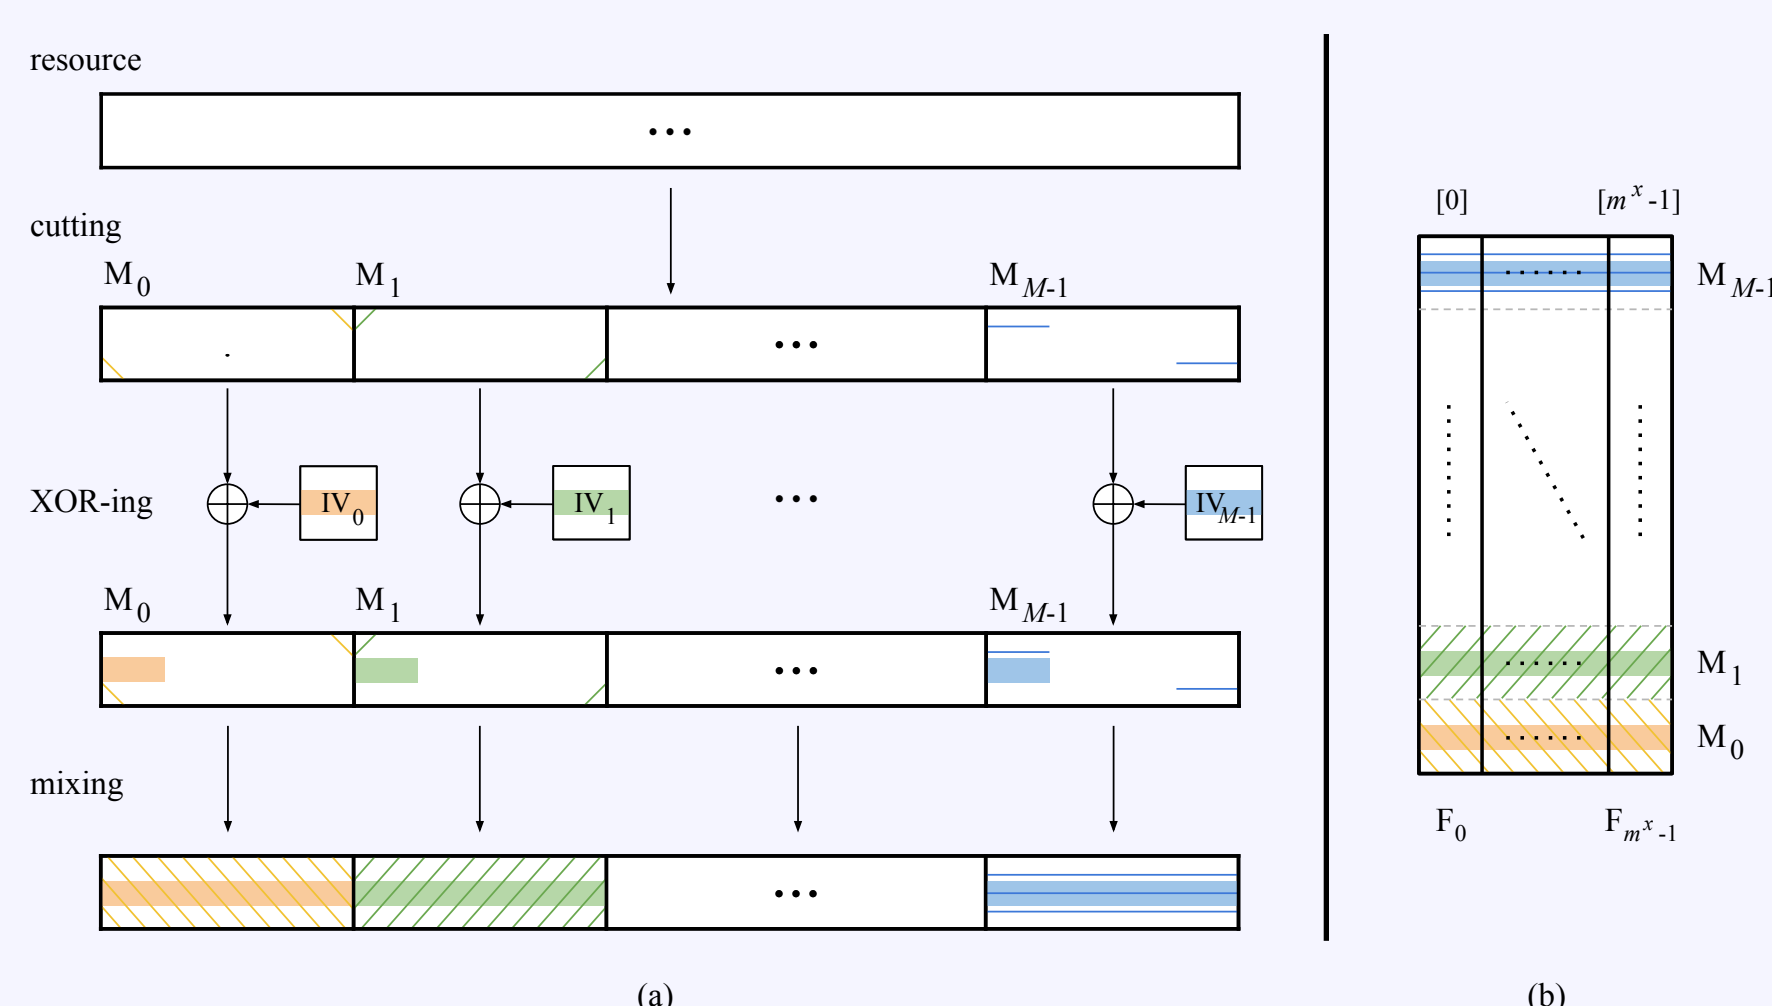 resource
...
cutting
M0 M1 MM-1
...
XOR-ing IV0 IV1 ... IVM-1
M0 M1 MM-1
...
mixing
...
(a)
[0] [m^x-1]
...... MM-1
...... M1
...... M0
F0 Fm^x-1
(b)